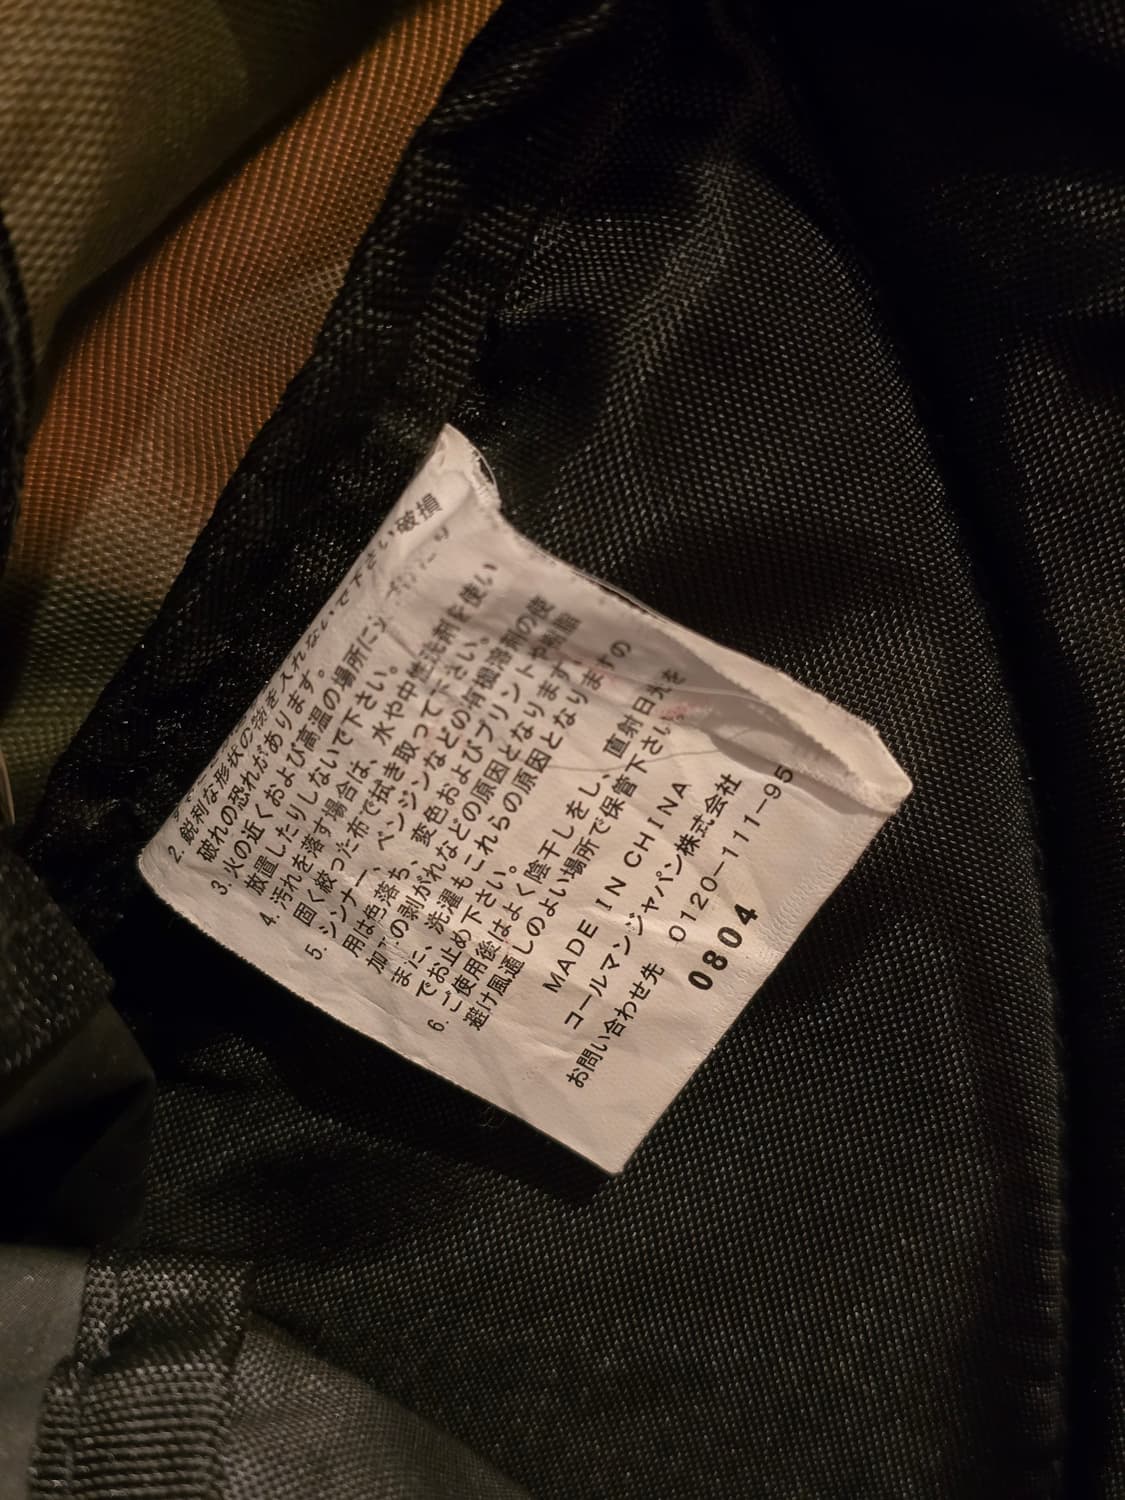 2. 鋭利な形状の物を入れないで下さい破損
破れの恐れがあります。
3. 火の近くおよび高温の場所に
放置したりしないで下さい。
4. 汚れを落す場合は、水や中性洗剤を使い
固く絞った布で拭き取って下さい。
5. シンナー、ベンジンなどの有機溶剤の使
用は色落ち、変色およびプリントや樹脂
加 の剥がれなどの原因となります
また、洗濯もこれらの原因となりますの
でお止め下さい。
6. ご使用後はよく陰干しをし、直射日光を
避け風通しのよい場所で保管下さい
MADE IN CHINA
コールマンジャパン株式会社
お問い合わせ先 0120-111-95
0804